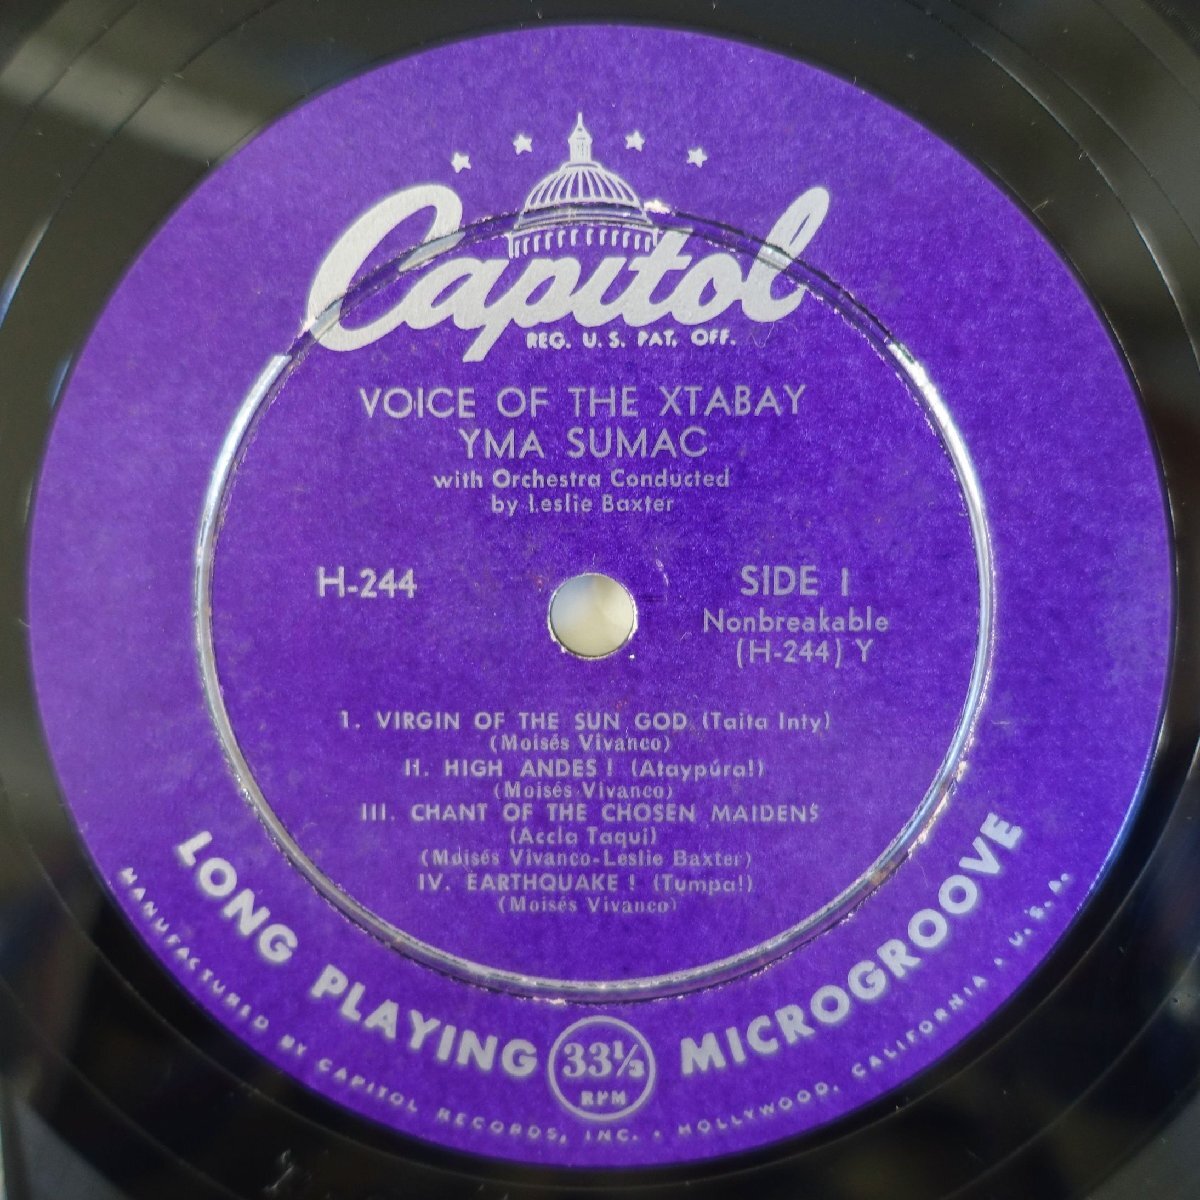 Capitol
REG. U.S. PAT. OFF.
VOICE OF THE XTABAY
YMA SUMAC
with Orchestra Conducted
by Leslie Baxter
H-244
SIDE 1
Nonbreakable
(H-244) Y
I. VIRGIN OF THE SUN GOD (Taita Inty)
(Moisés Vivanco)
II. HIGH ANDES! (Ataypúra!)
(Moisés Vivanco)
III. CHANT OF THE CHOSEN MAIDENS
(Accla Taqui)
(Moisés Vivanco-Leslie Baxter)
IV. EARTHQUAKE! (Tumpa!)
(Moisés Vivanco)
LONG PLAYING 33⅓ RPM MICROGROOVE
MANUFACTURED BY CAPITOL RECORDS, INC. • HOLLYWOOD, CALIFORNIA • U.S.A.